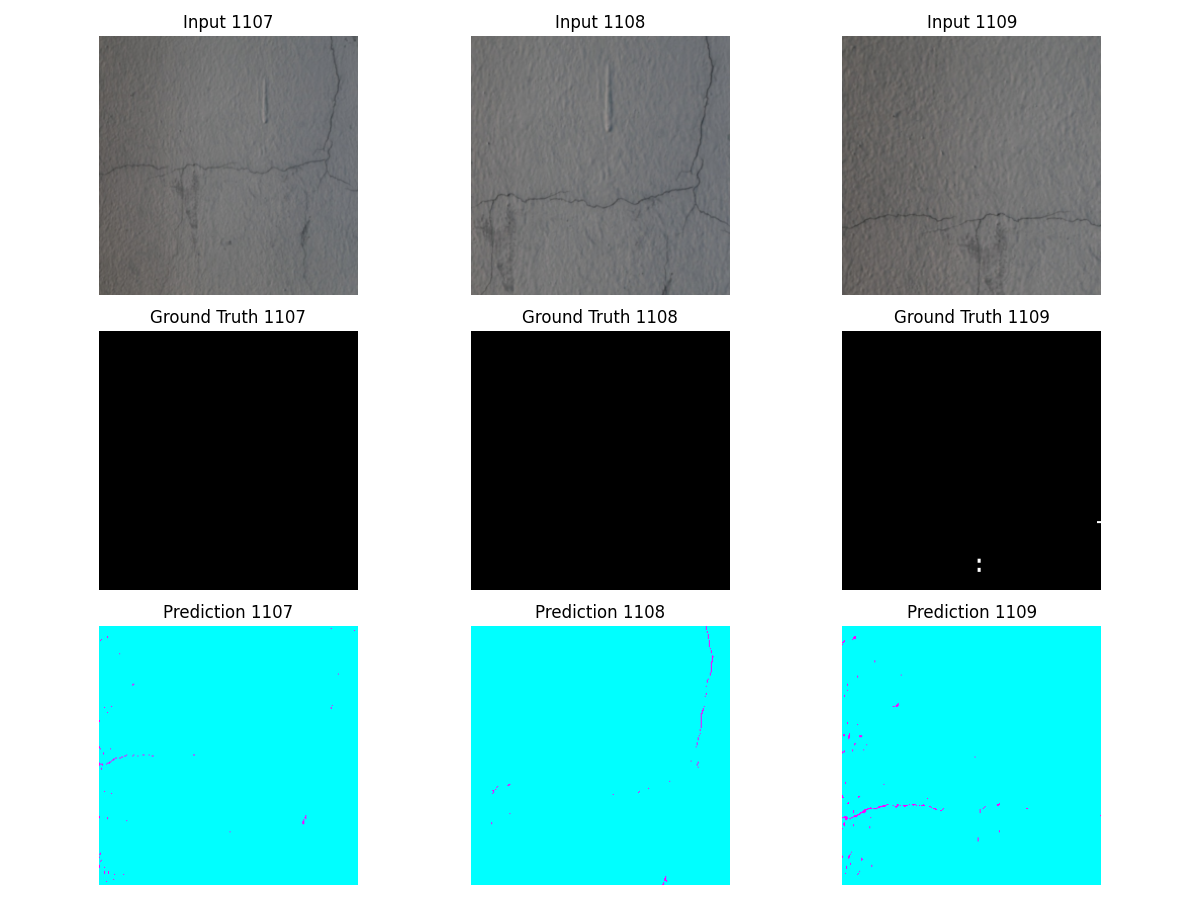 Input 1107
Input 1108
Input 1109
Ground Truth 1107
Ground Truth 1108
Ground Truth 1109
Prediction 1107
Prediction 1108
Prediction 1109